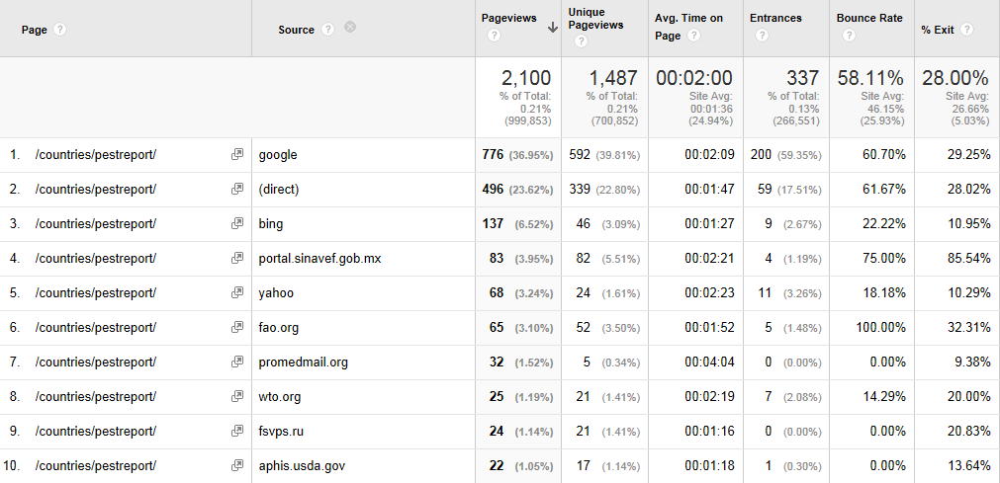 Page ? Source ? Pageviews ? Unique Pageviews ? Avg. Time on Page ? Entrances ? Bounce Rate ? % Exit ?
2,100 1,487 00:02:00 337 58.11% 28.00%
% of Total: % of Total: Site Avg: % of Total: Site Avg: Site Avg:
0.21% 0.21% 00:01:36 0.13% 46.15% 26.66%
(999,853) (700,852) (24.94%) (266,551) (25.93%) (5.03%)
1. /countries/pestreport/ google 776 (36.95%) 592 (39.81%) 00:02:09 200 (59.35%) 60.70% 29.25%
2. /countries/pestreport/ (direct) 496 (23.62%) 339 (22.80%) 00:01:47 59 (17.51%) 61.67% 28.02%
3. /countries/pestreport/ bing 137 (6.52%) 46 (3.09%) 00:01:27 9 (2.67%) 22.22% 10.95%
4. /countries/pestreport/ portal.sinavef.gob.mx 83 (3.95%) 82 (5.51%) 00:02:21 4 (1.19%) 75.00% 85.54%
5. /countries/pestreport/ yahoo 68 (3.24%) 24 (1.61%) 00:02:23 11 (3.26%) 18.18% 10.29%
6. /countries/pestreport/ fao.org 65 (3.10%) 52 (3.50%) 00:01:52 5 (1.48%) 100.00% 32.31%
7. /countries/pestreport/ promedmail.org 32 (1.52%) 5 (0.34%) 00:04:04 0 (0.00%) 0.00% 9.38%
8. /countries/pestreport/ wto.org 25 (1.19%) 21 (1.41%) 00:02:19 7 (2.08%) 14.29% 20.00%
9. /countries/pestreport/ fsvps.ru 24 (1.14%) 21 (1.41%) 00:01:16 0 (0.00%) 0.00% 20.83%
10. /countries/pestreport/ aphis.usda.gov 22 (1.05%) 17 (1.14%) 00:01:18 1 (0.30%) 0.00% 13.64%